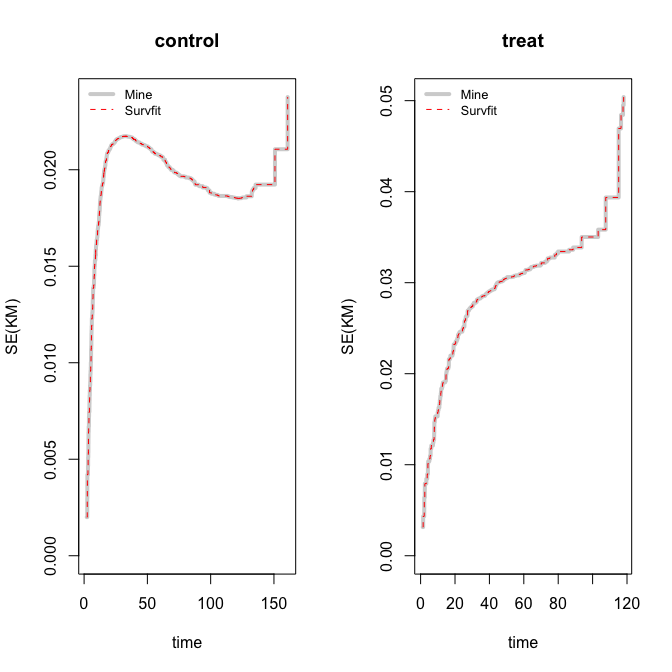 control
Mine
Survfit
SE(KM)
0.020
0.015
0.010
0.005
0.000
0 50 100 150
time
treat
Mine
Survfit
SE(KM)
0.05
0.04
0.03
0.02
0.01
0.00
0 20 40 60 80 120
time